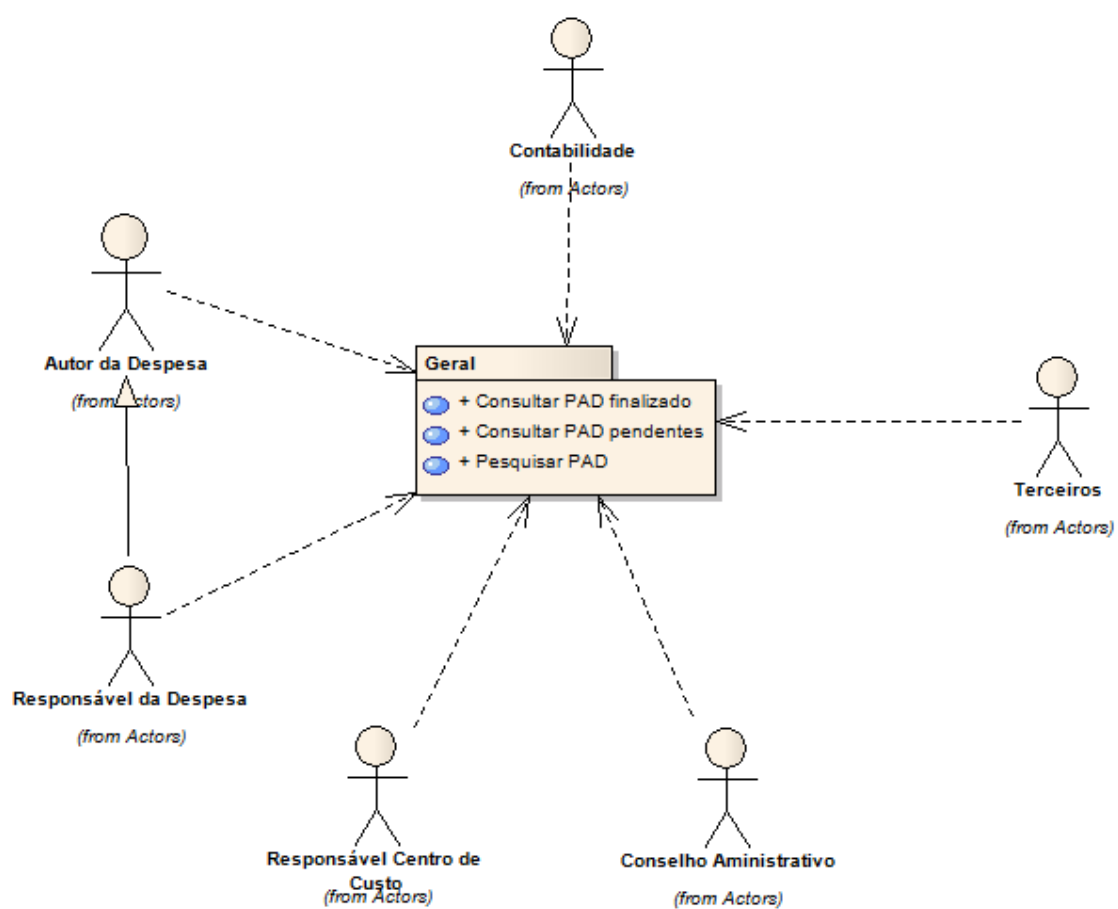 Contabilidade
(from Actors)
Autor da Despesa
(from Actors)
Geral
+ Consultar PAD finalizado
+ Consultar PAD pendentes
+ Pesquisar PAD
Terceiros
(from Actors)
Responsável da Despesa
(from Actors)
Responsável Centro de
Custo
(from Actors)
Conselho Aministrativo
(from Actors)